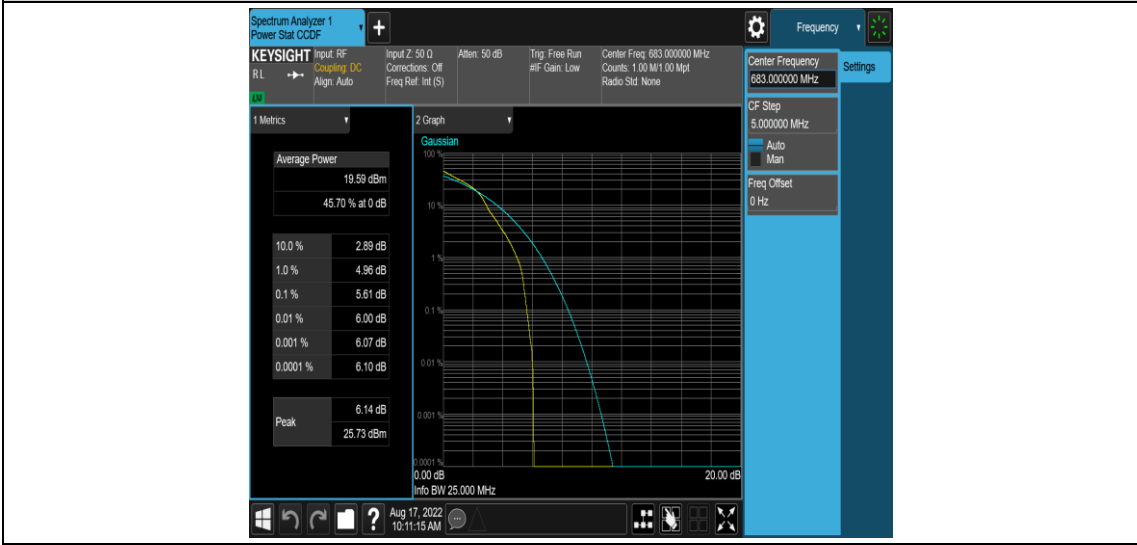 Spectrum Analyzer 1
Power Stat CCDF
+
Frequency
KEYSIGHT
RL
LM
Input: RF
Coupling: DC
Align: Auto
Input Z: 50 Ω
Corrections: Off
Freq Ref: Int (S)
Atten: 50 dB
Trig: Free Run
#IF Gain: Low
Center Freq: 683.000000 MHz
Counts: 1.00 M/1.00 Mpt
Radio Std: None
Center Frequency
683.000000 MHz
Settings
CF Step
5.000000 MHz
Auto
Man
Freq Offset
0 Hz
1 Metrics
Average Power
19.59 dBm
45.70 % at 0 dB
10.0 % 2.89 dB
1.0 % 4.96 dB
0.1 % 5.61 dB
0.01 % 6.00 dB
0.001 % 6.07 dB
0.0001 % 6.10 dB
Peak
6.14 dB
25.73 dBm
2 Graph
Gaussian
100 %
10 %
1 %
0.1 %
0.01 %
0.001 %
0.0001 %
0.00 dB 20.00 dB
Info BW 25.000 MHz
?
Aug 17, 2022
10:11:15 AM